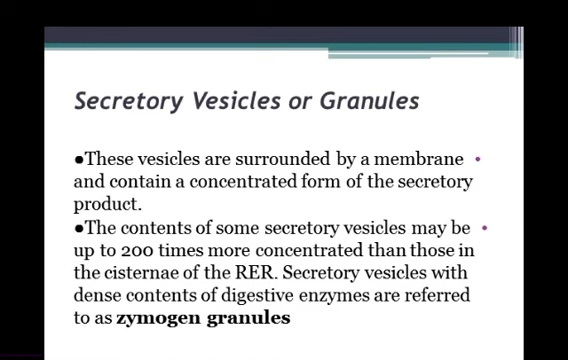 Secretory Vesicles or Granules
●These vesicles are surrounded by a membrane •
and contain a concentrated form of the secretory
product.
●The contents of some secretory vesicles may be •
up to 200 times more concentrated than those in
the cisternae of the RER. Secretory vesicles with
dense contents of digestive enzymes are referred
to as zymogen granules